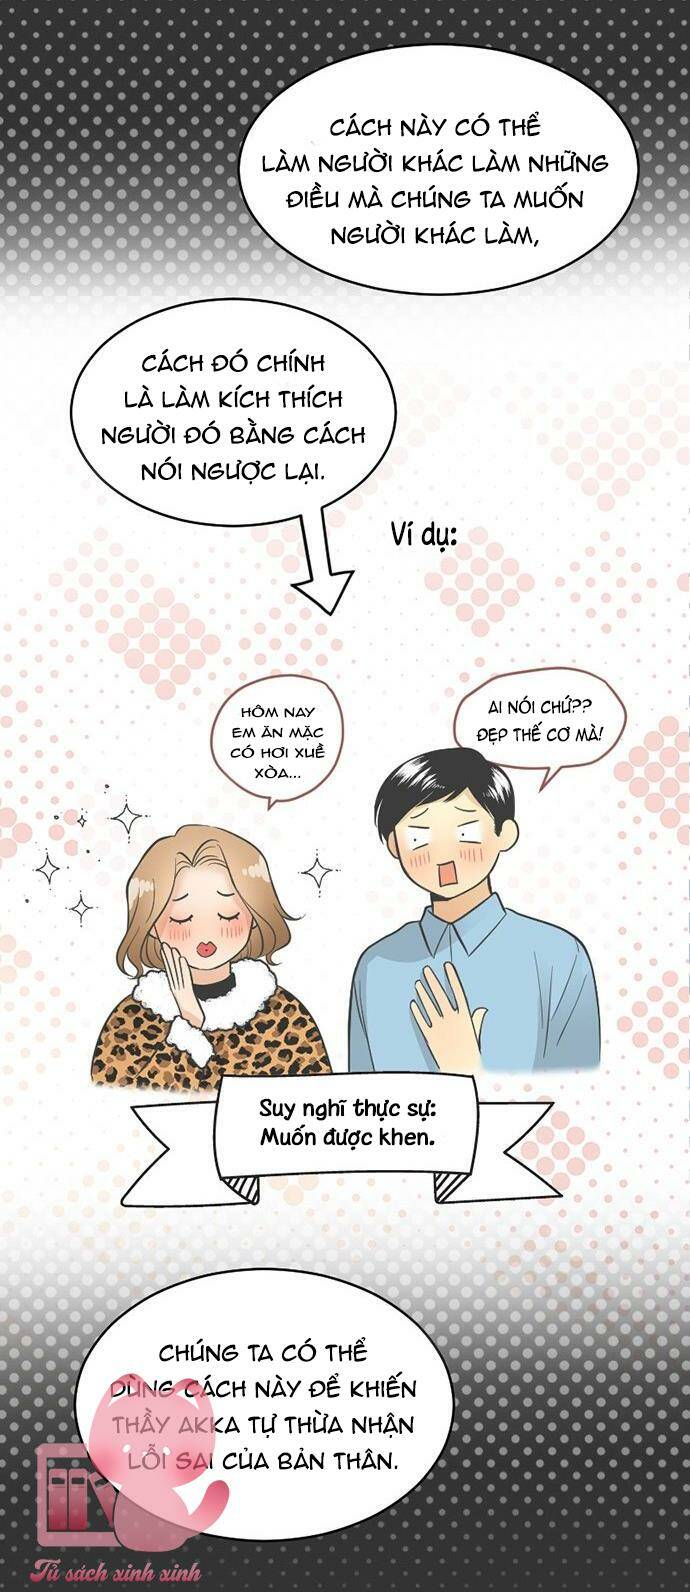 CÁCH NÀY CÓ THỂ
LÀM NGƯỜI KHÁC LÀM NHỮNG
ĐIỀU MÀ CHÚNG TA MUỐN
NGƯỜI KHÁC LÀM,
CÁCH ĐÓ CHÍNH
LÀ LÀM KÍCH THÍCH
NGƯỜI ĐÓ BẰNG CÁCH
NÓI NGƯỢC LẠI.
Ví dụ:
HÔM NAY
EM ĂN MẶC
CÓ HƠI XUỀ
XÒA...
AI NÓI CHỨ??
ĐẸP THẾ CƠ MÀ!
Suy nghĩ thực sự:
Muốn được khen.
CHÚNG TA CÓ THỂ
DÙNG CÁCH NÀY ĐỂ KHIẾN
THẦY AKKA TỰ THỪA NHẬN
LỖI SAI CỦA BẢN THÂN.
Tủ sách xinh xinh